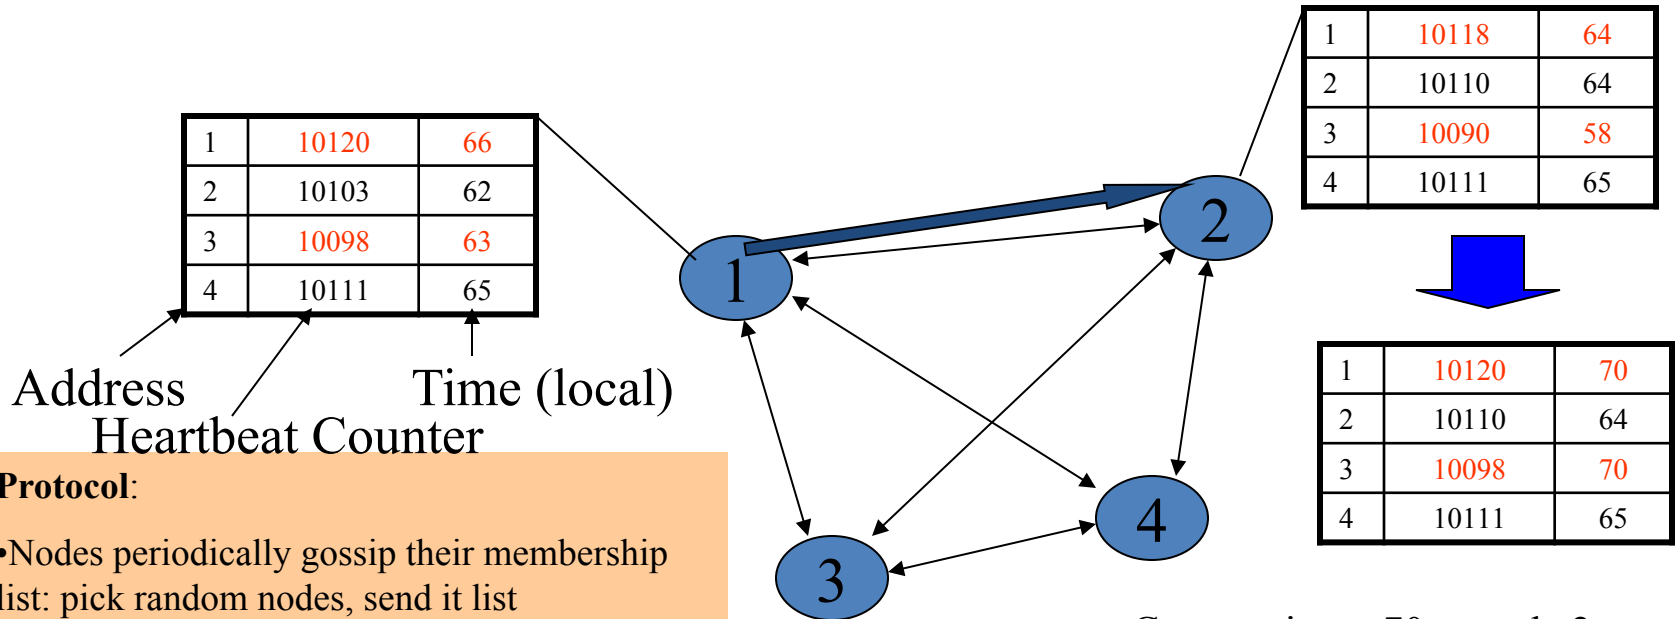 1 10118 64
2 10110 64
3 10090 58
4 10111 65
1 10120 66
2 10103 62
3 10098 63
4 10111 65
2
1
Address
Time (local)
Heartbeat Counter
1 10120 70
2 10110 64
3 10098 70
4 10111 65
Protocol:
•Nodes periodically gossip their membership
list: pick random nodes, send it list
4
3
70
2